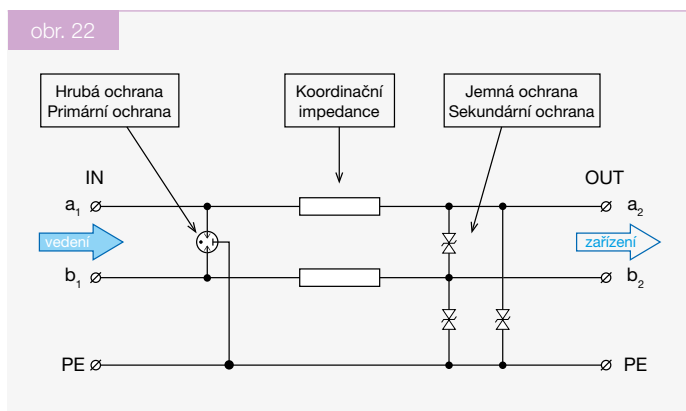 obr. 22
Hrubá ochrana
Primární ochrana
Koordinační
impedance
Jemná ochrana
Sekundární ochrana
IN
OUT
a₁
a₂
vedení
zařízení
b₁
b₂
PE
PE